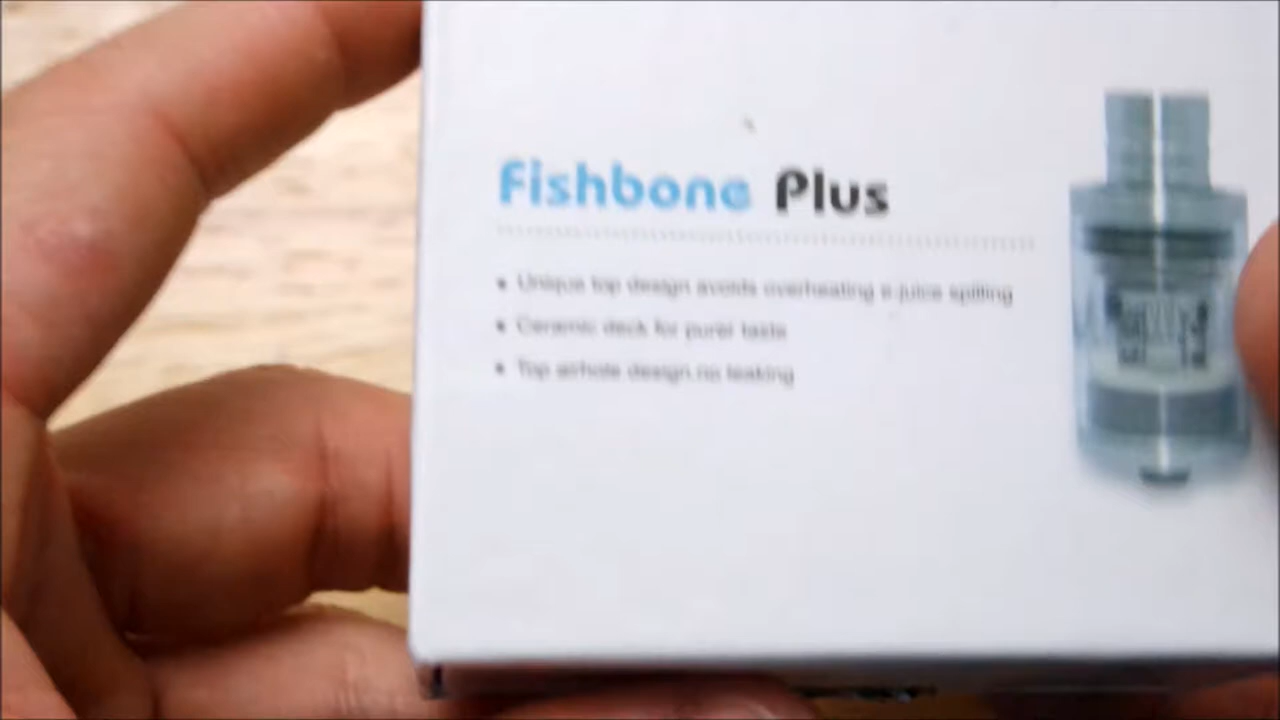 Fishbone Plus
• Unique top design avoids overheating e-juice spilling
• Ceramic deck for purer taste
• Top airhole design,no leaking